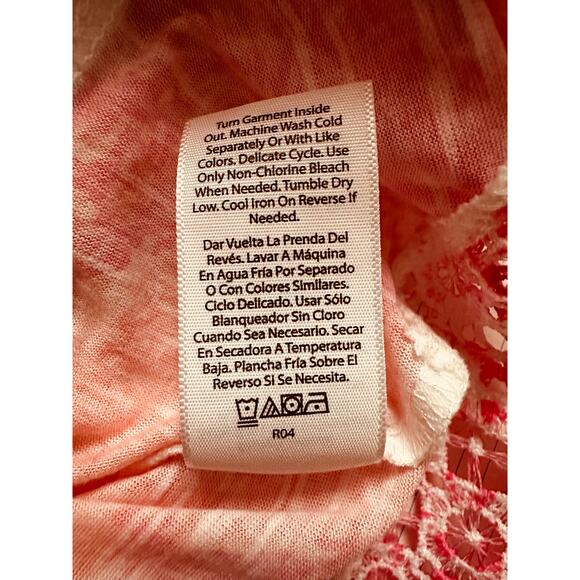 Turn Garment Inside
Out. Machine Wash Cold
Separately Or With Like
Colors. Delicate Cycle. Use
Only Non-Chlorine Bleach
When Needed. Tumble Dry
Low. Cool Iron On Reverse If
Needed.
Dar Vuelta La Prenda Del
Revés. Lavar A Máquina
En Agua Fría Por Separado
O Con Colores Similares.
Ciclo Delicado. Usar Sólo
Blanqueador Sin Cloro
Cuando Sea Necesario. Secar
En Secadora A Temperatura
Baja. Plancha Fría Sobre El
Reverso Si Se Necesita.
R04